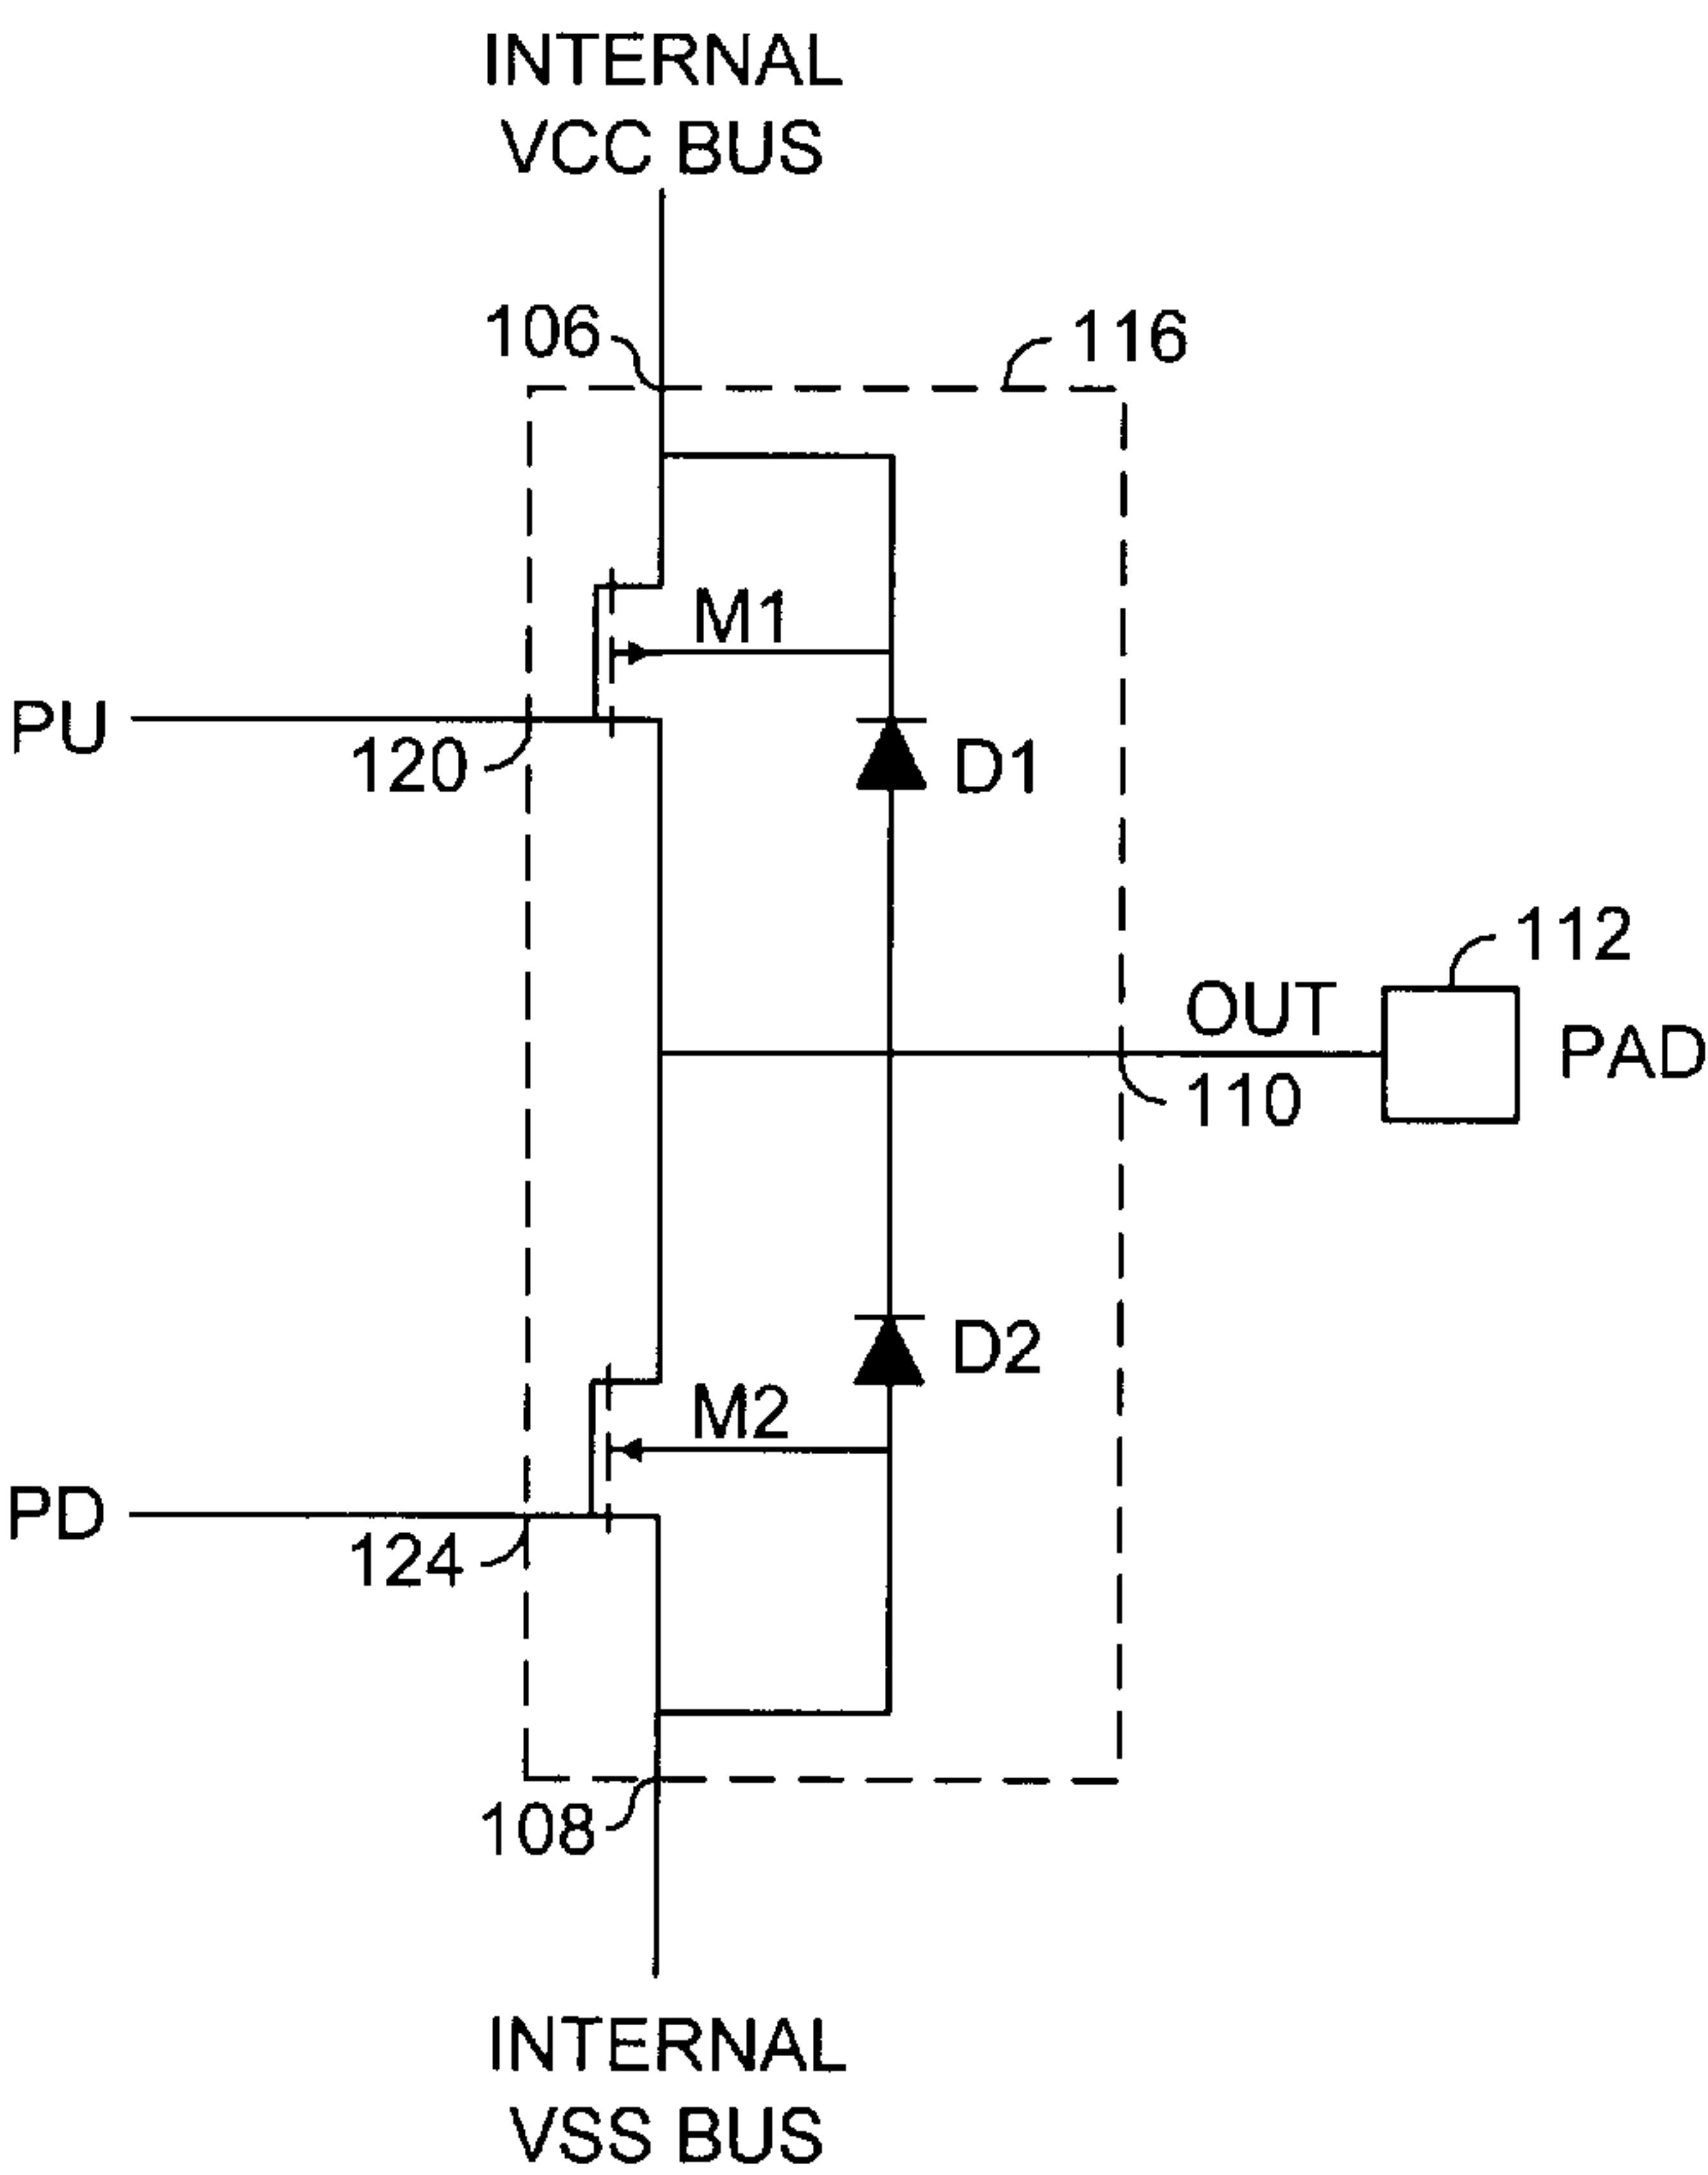 INTERNAL
VCC BUS
106
116
M1
PU
120
D1
112
OUT
PAD
110
D2
M2
PD
124
108
INTERNAL
VSS BUS